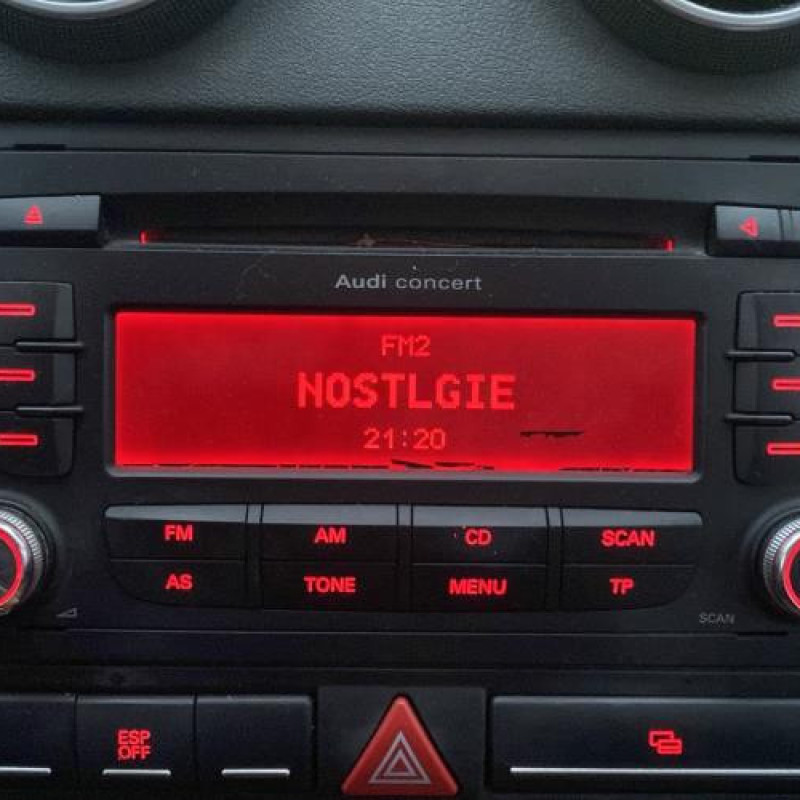 Audi concert
FM2
NOSTLGIE
21:20
FM AM CD SCAN
AS TONE MENU TP
SCAN
ESP
OFF